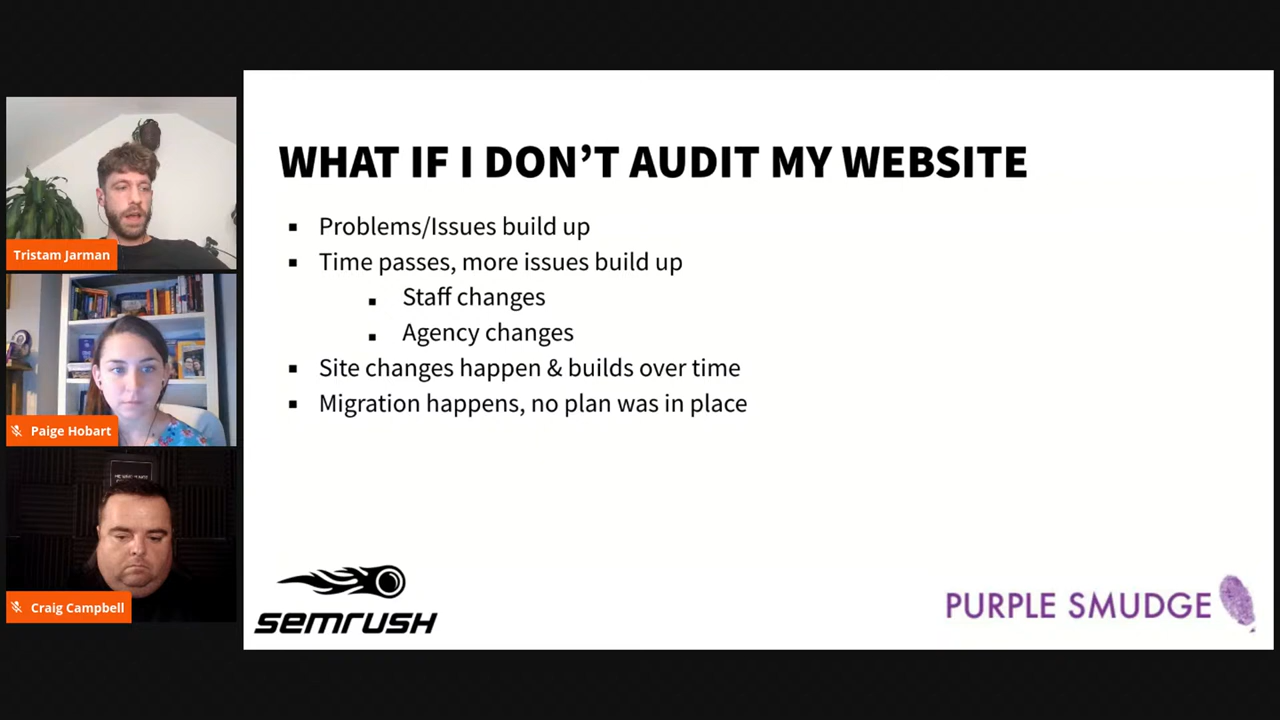 Tristam Jarman
Paige Hobart
Craig Campbell
WHAT IF I DON’T AUDIT MY WEBSITE
▪ Problems/Issues build up
▪ Time passes, more issues build up
▪ Staff changes
▪ Agency changes
▪ Site changes happen & builds over time
▪ Migration happens, no plan was in place
SEMRUSH
PURPLE SMUDGE